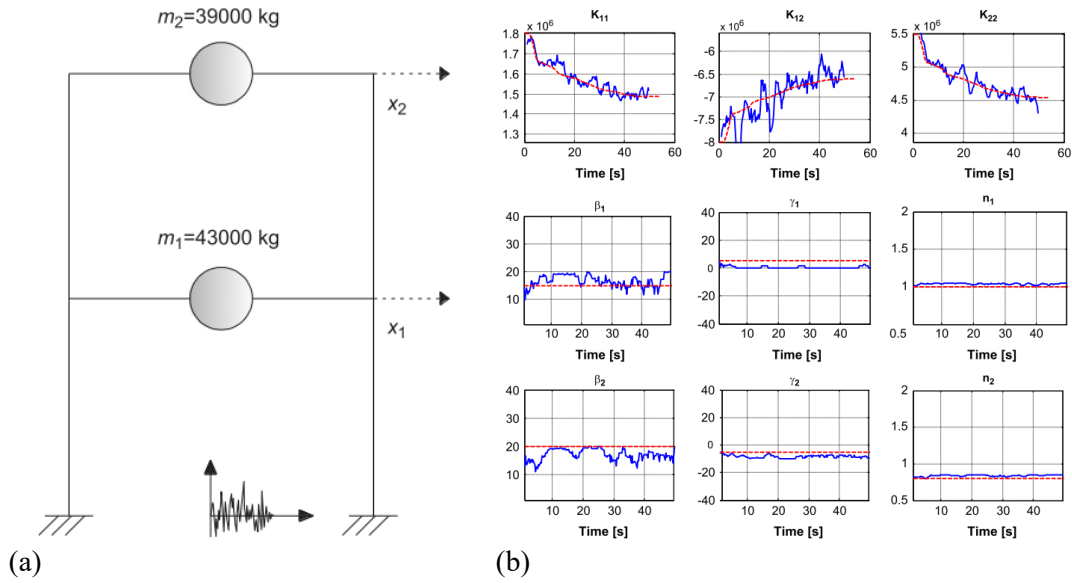 m₂=39000 kg
x₂
m₁=43000 kg
x₁
(a)
K₁₁
x 10⁶
1.8
1.7
1.6
1.5
1.4
1.3
0 20 40 60
Time [s]
K₁₂
x 10⁶
-6
-6.5
-7
-7.5
-8
0 20 40 60
Time [s]
K₂₂
x 10⁶
5.5
5
4.5
4
0 20 40 60
Time [s]
β₁
40
30
20
10
10 20 30 40
Time [s]
γ₁
40
20
0
-20
-40
10 20 30 40
Time [s]
n₁
2
1.5
1
0.5
10 20 30 40
Time [s]
β₂
40
30
20
10
10 20 30 40
Time [s]
γ₂
40
20
0
-20
-40
10 20 30 40
Time [s]
n₂
2
1.5
1
0.5
10 20 30 40
Time [s]
(b)